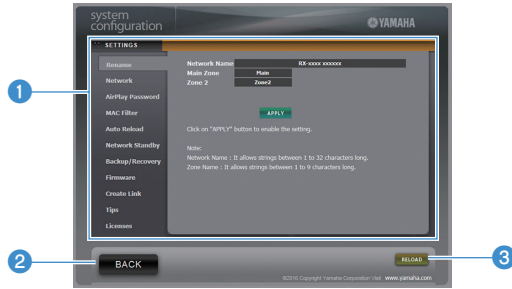 system
configuration
YAMAHA
SETTINGS
Rename
Network
AirPlay Password
MAC Filter
Auto Reload
Network Standby
Backup/Recovery
Firmware
Create Link
Tips
Licenses
Network Name RX-xxxx xxxxxx
Main Zone Main
Zone 2 Zone2
APPLY
Click on "APPLY" button to enable the setting.
Note:
Network Name : It allows strings between 1 to 32 characters long.
Zone Name : It allows strings between 1 to 9 characters long.
1
2
BACK
RELOAD
3
©2010 Copyright Yamaha Corporation Visit www.yamaha.com